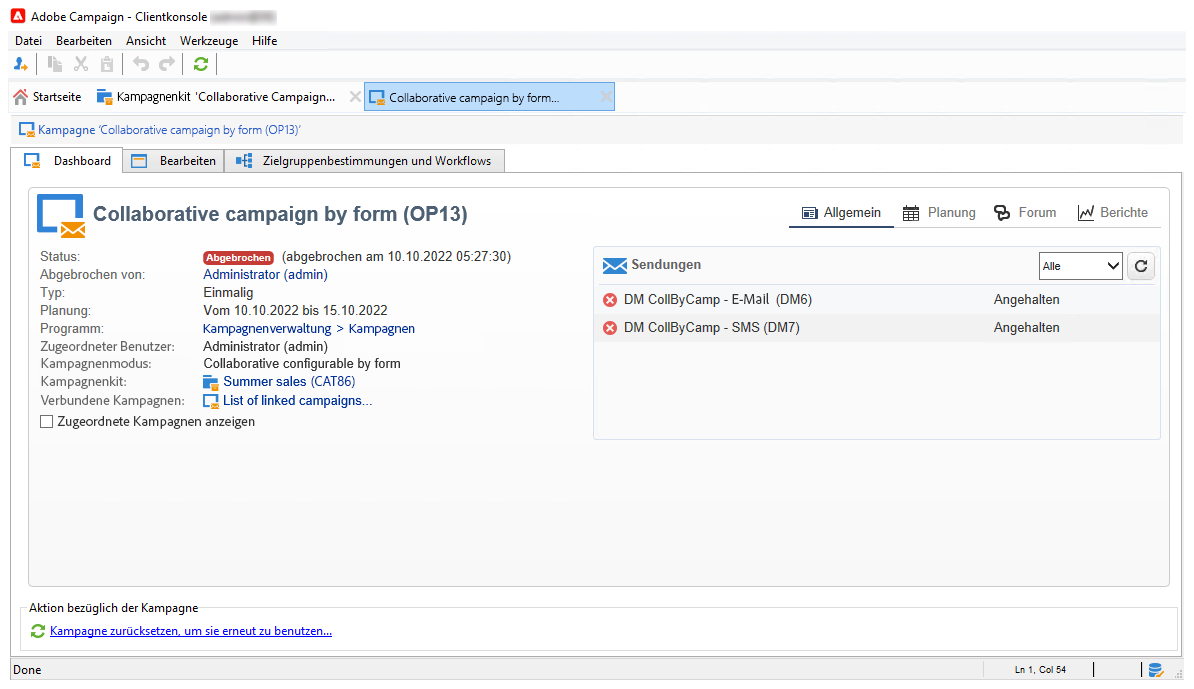 Adobe Campaign - Clientkonsole
Datei Bearbeiten Ansicht Werkzeuge Hilfe
Startseite Kampagnenkit 'Collaborative Campaign... Collaborative campaign by form...
Kampagne 'Collaborative campaign by form (OP13)'
Dashboard Bearbeiten Zielgruppenbestimmungen und Workflows
Collaborative campaign by form (OP13)
Allgemein Planung Forum Berichte
Status: Abgebrochen (abgebrochen am 10.10.2022 05:27:30)
Abgebrochen von: Administrator (admin)
Typ: Einmalig
Planung: Vom 10.10.2022 bis 15.10.2022
Programm: Kampagnenverwaltung > Kampagnen
Zugeordneter Benutzer: Administrator (admin)
Kampagnenmodus: Collaborative configurable by form
Kampagnenkit: Summer sales (CAT86)
Verbundene Kampagnen: List of linked campaigns...
Zugeordnete Kampagnen anzeigen
Sendungen Alle
DM CollByCamp - E-Mail (DM6) Angehalten
DM CollByCamp - SMS (DM7) Angehalten
Aktion bezüglich der Kampagne
Kampagne zurücksetzen, um sie erneut zu benutzen...
Done Ln 1, Col 54